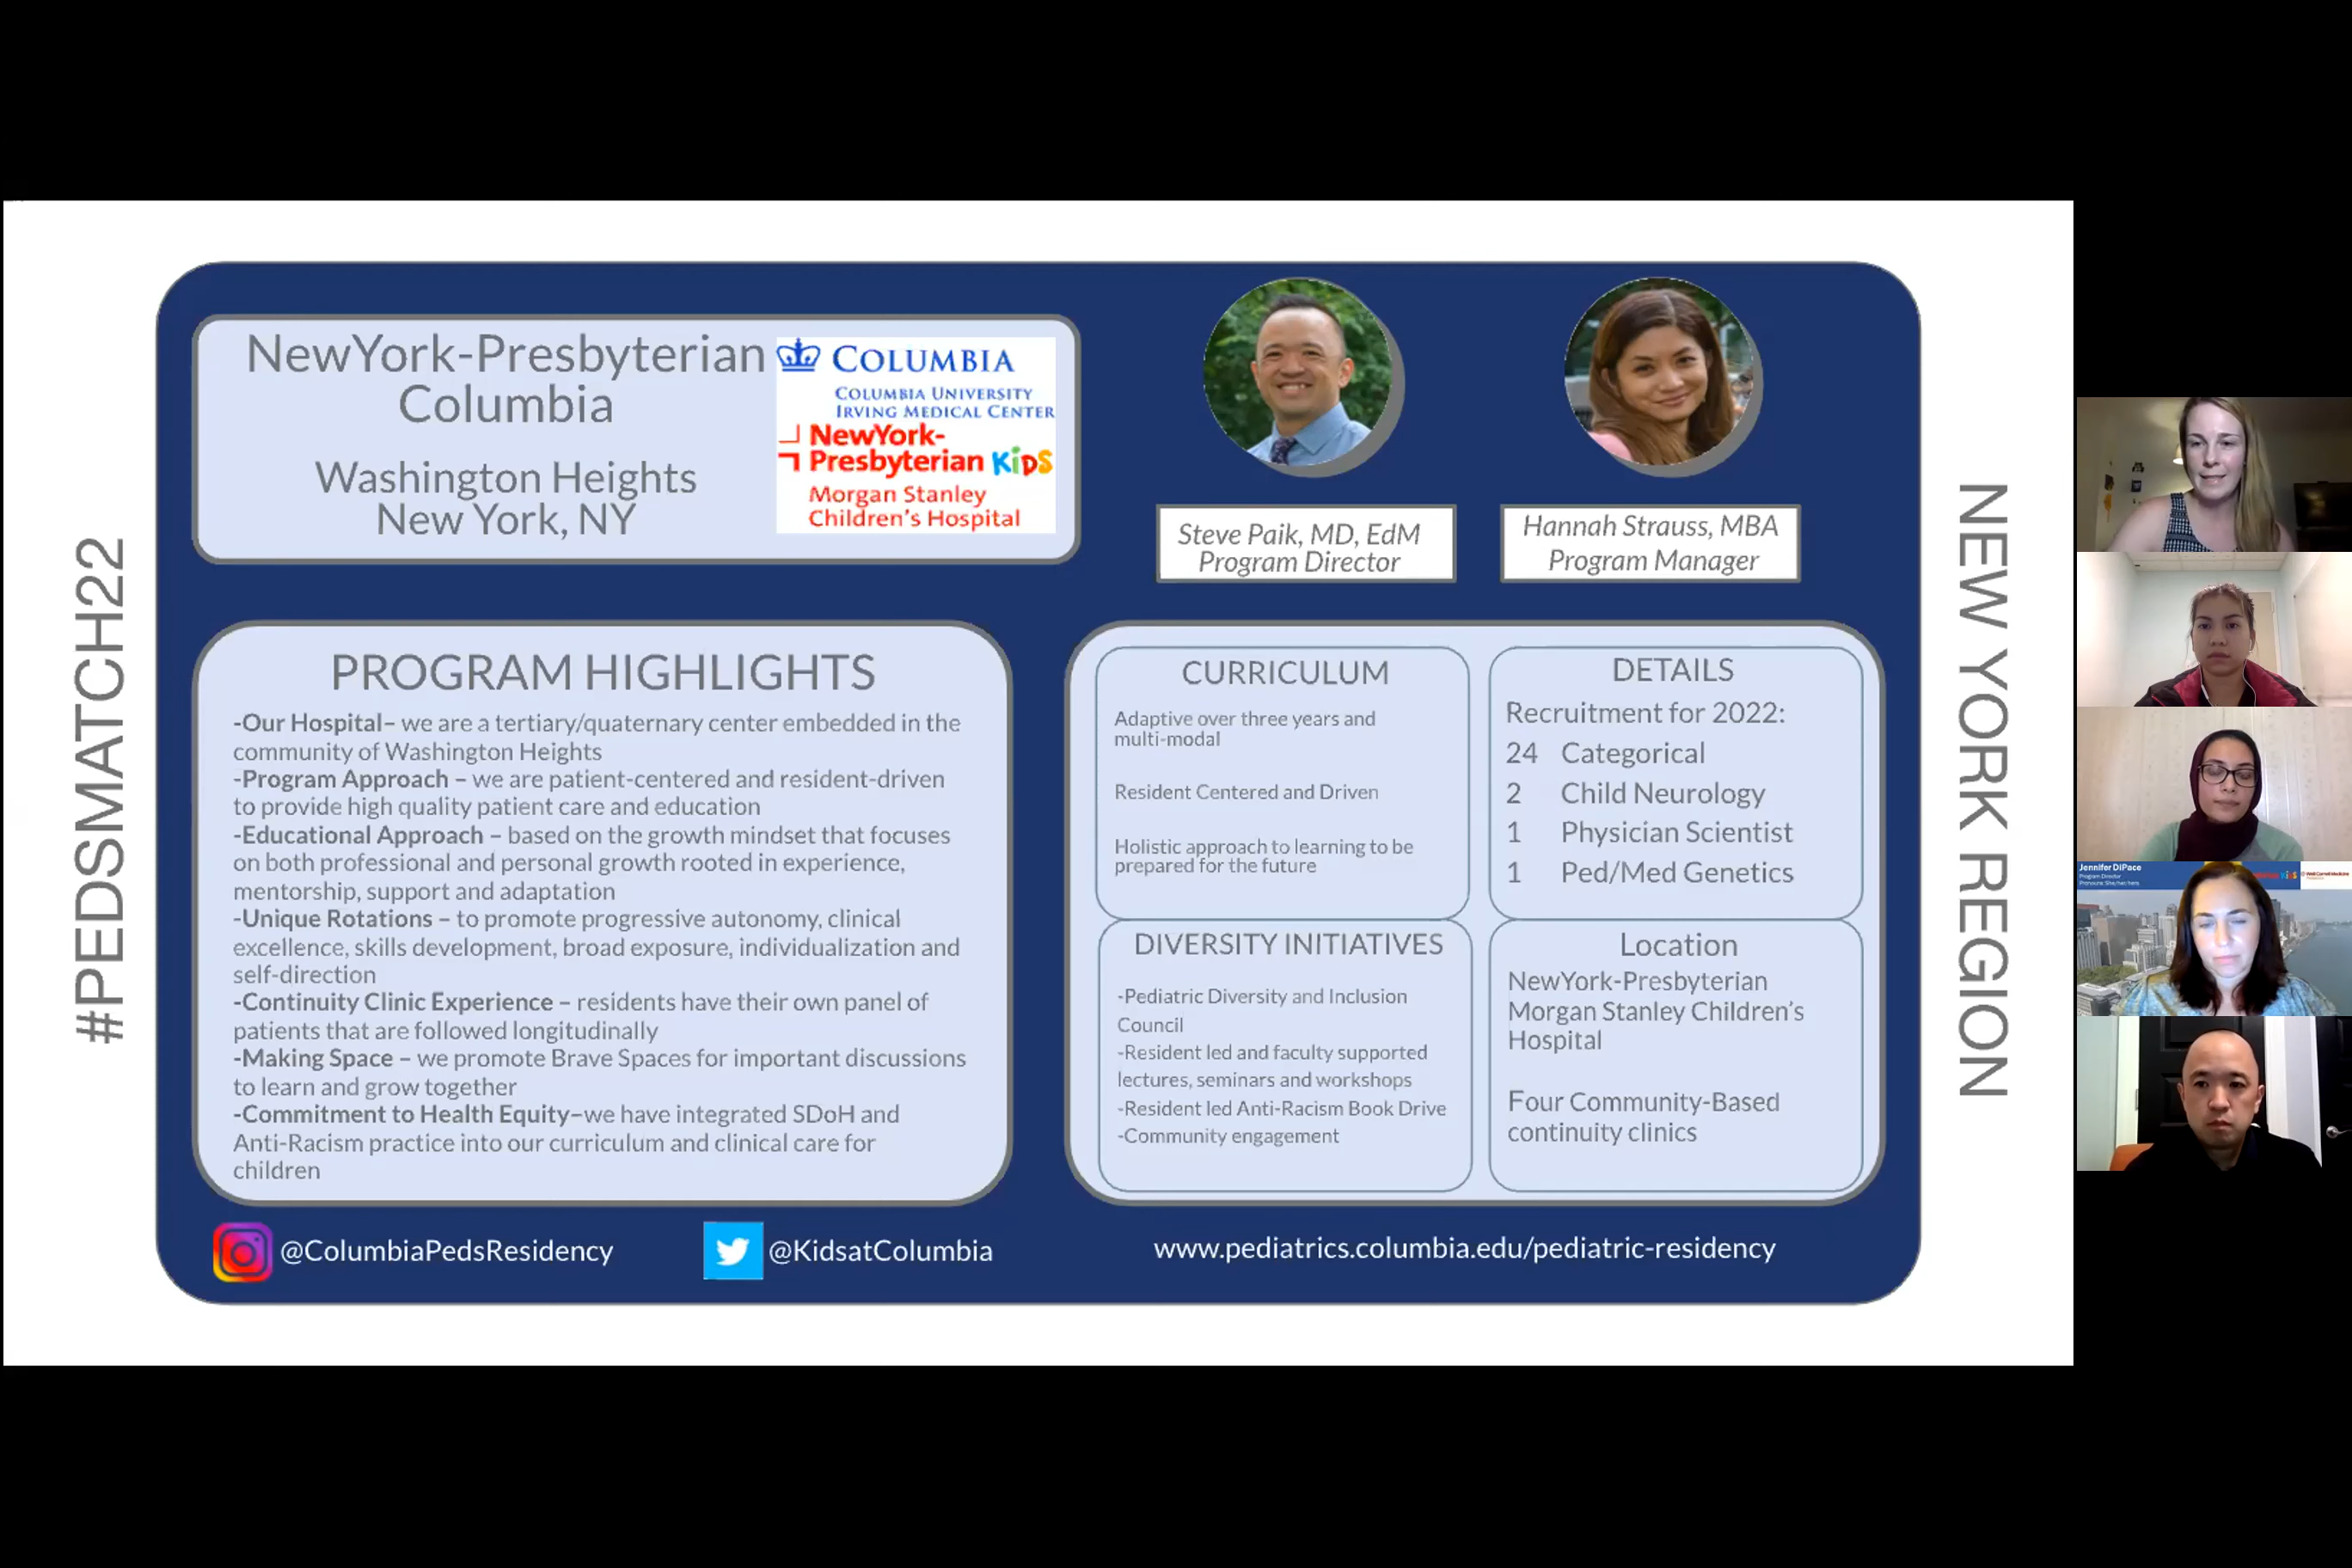 #PEDSMATCH22
NewYork-Presbyterian
Columbia
Washington Heights
New York, NY
COLUMBIA
COLUMBIA UNIVERSITY
IRVING MEDICAL CENTER
NewYork-
Presbyterian KiDS
Morgan Stanley
Children's Hospital
Steve Paik, MD, EdM
Program Director
Hannah Strauss, MBA
Program Manager
PROGRAM HIGHLIGHTS
-Our Hospital– we are a tertiary/quaternary center embedded in the
community of Washington Heights
-Program Approach – we are patient-centered and resident-driven
to provide high quality patient care and education
-Educational Approach – based on the growth mindset that focuses
on both professional and personal growth rooted in experience,
mentorship, support and adaptation
-Unique Rotations – to promote progressive autonomy, clinical
excellence, skills development, broad exposure, individualization and
self-direction
-Continuity Clinic Experience – residents have their own panel of
patients that are followed longitudinally
-Making Space – we promote Brave Spaces for important discussions
to learn and grow together
-Commitment to Health Equity–we have integrated SDoH and
Anti-Racism practice into our curriculum and clinical care for
children
CURRICULUM
Adaptive over three years and
multi-modal
Resident Centered and Driven
Holistic approach to learning to be
prepared for the future
DETAILS
Recruitment for 2022:
24 Categorical
2 Child Neurology
1 Physician Scientist
1 Ped/Med Genetics
DIVERSITY INITIATIVES
-Pediatric Diversity and Inclusion
Council
-Resident led and faculty supported
lectures, seminars and workshops
-Resident led Anti-Racism Book Drive
-Community engagement
Location
NewYork-Presbyterian
Morgan Stanley Children's
Hospital
Four Community-Based
continuity clinics
@ColumbiaPedsResidency
@KidsatColumbia
www.pediatrics.columbia.edu/pediatric-residency
NEW YORK REGION
Jennifer DiPace
Program Director
KiDS
Weill Cornell Medicine